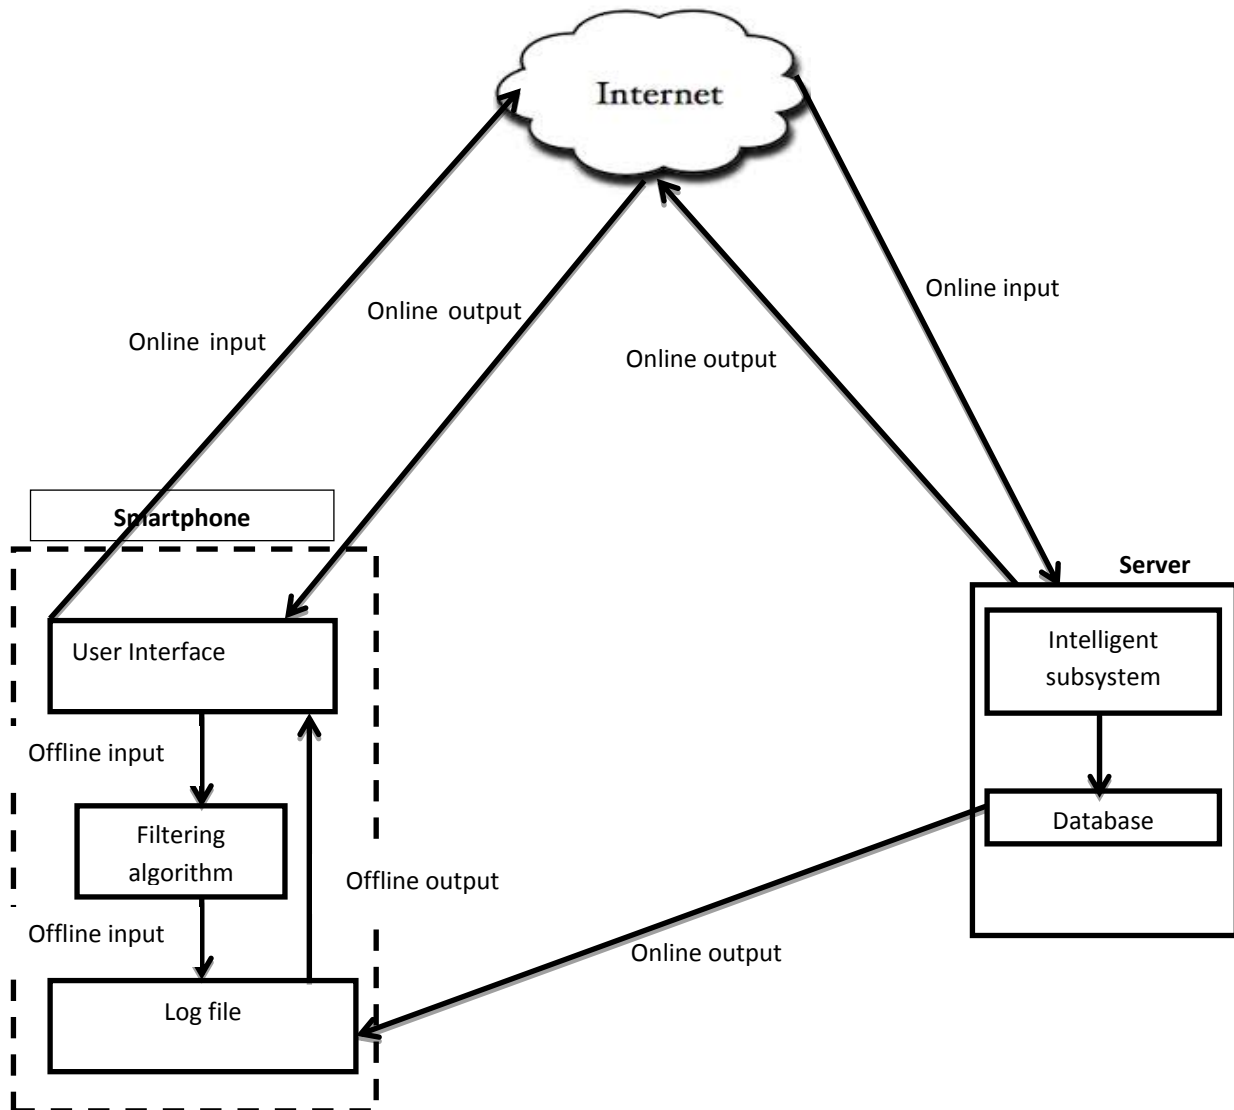 Internet
Online input
Online output
Online input
Online output
Smartphone
Server
User Interface
Intelligent
subsystem
Offline input
Filtering
algorithm
Database
Offline output
Offline input
Online output
Log file